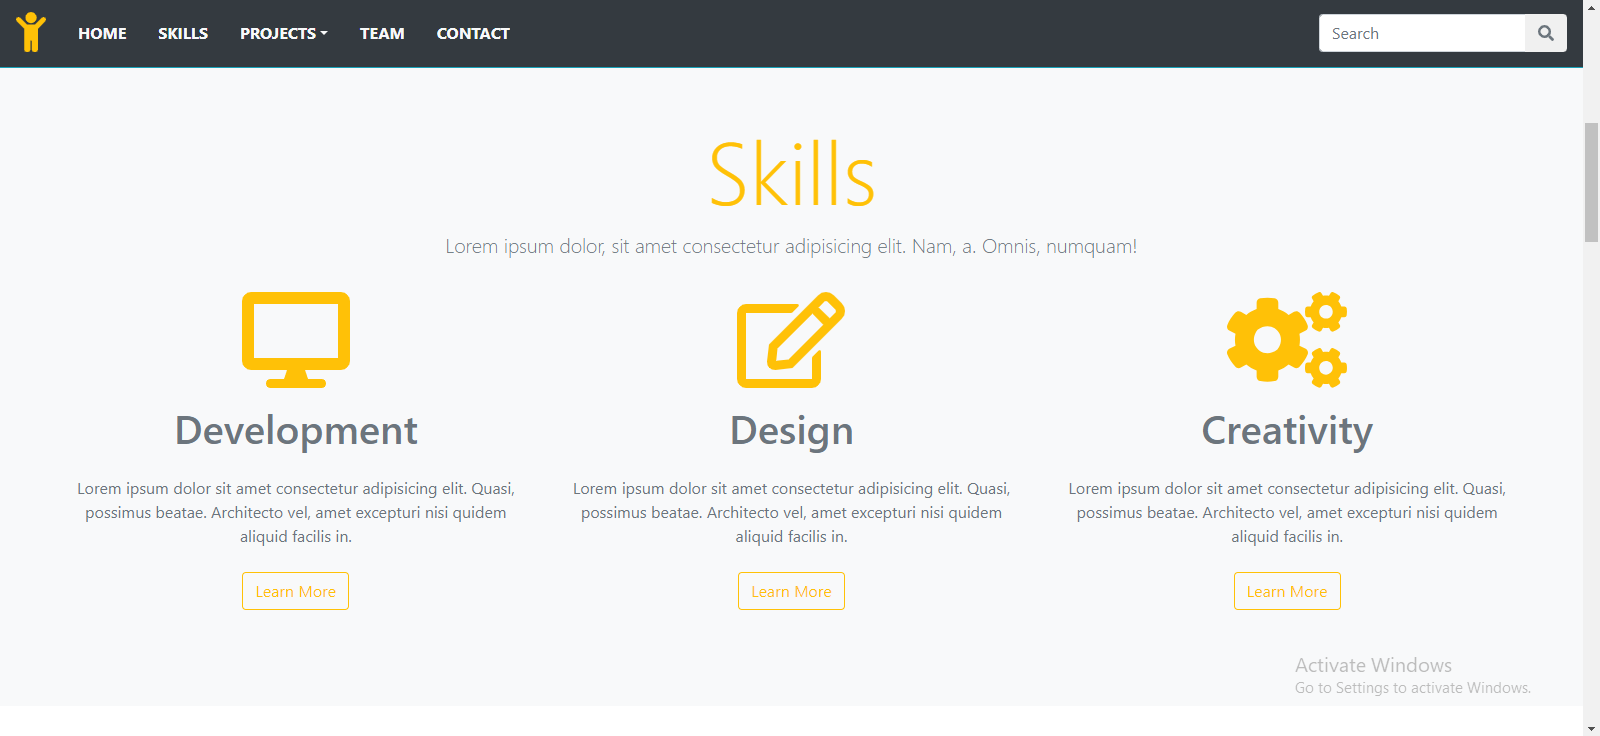 HOME SKILLS PROJECTS TEAM CONTACT Search
Skills
Lorem ipsum dolor, sit amet consectetur adipisicing elit. Nam, a. Omnis, numquam!
Development
Lorem ipsum dolor sit amet consectetur adipisicing elit. Quasi,
possimus beatae. Architecto vel, amet excepturi nisi quidem
aliquid facilis in.
Learn More
Design
Lorem ipsum dolor sit amet consectetur adipisicing elit. Quasi,
possimus beatae. Architecto vel, amet excepturi nisi quidem
aliquid facilis in.
Learn More
Creativity
Lorem ipsum dolor sit amet consectetur adipisicing elit. Quasi,
possimus beatae. Architecto vel, amet excepturi nisi quidem
aliquid facilis in.
Learn More
Activate Windows
Go to Settings to activate Windows.